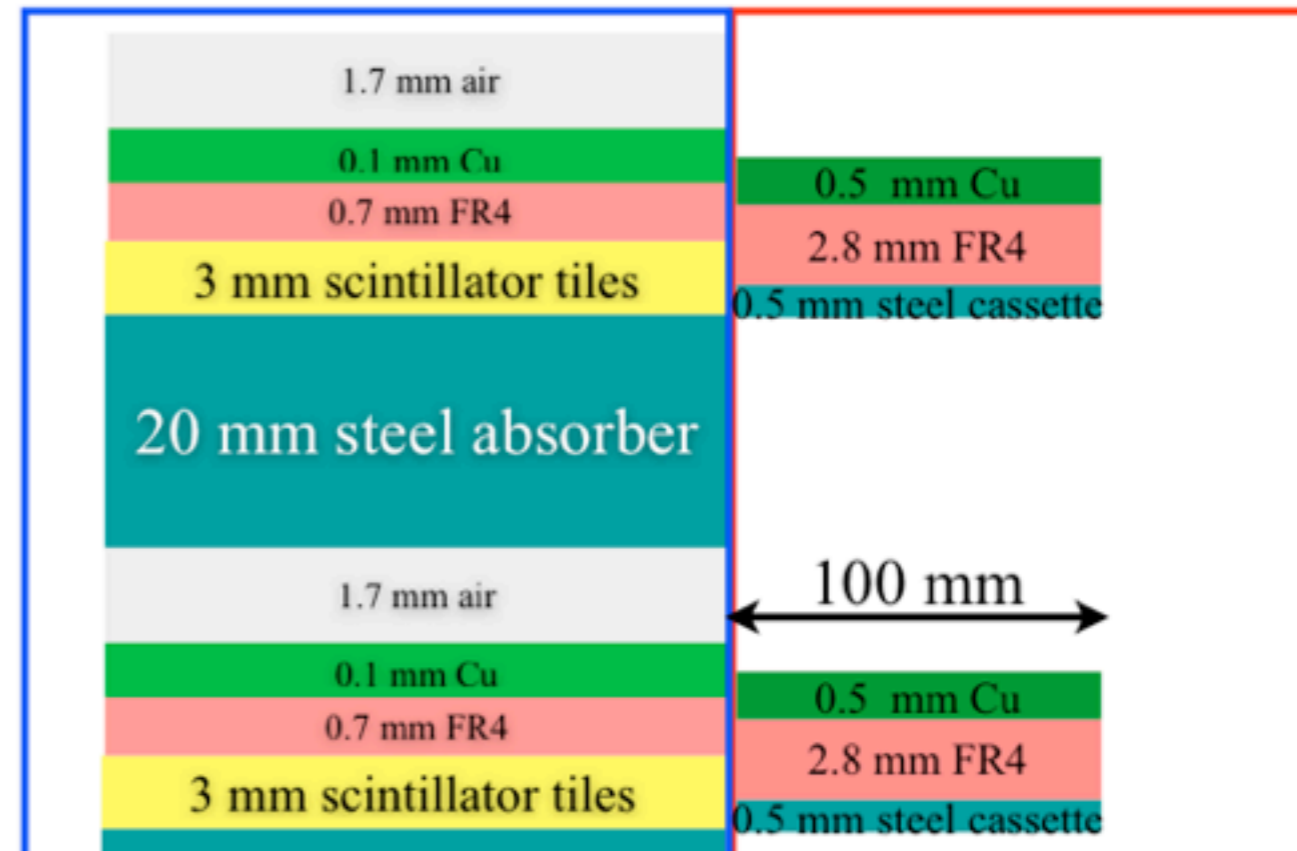 1.7 mm air
0.1 mm Cu
0.7 mm FR4
3 mm scintillator tiles
20 mm steel absorber
1.7 mm air
0.1 mm Cu
0.7 mm FR4
3 mm scintillator tiles
0.5 mm Cu
2.8 mm FR4
0.5 mm steel cassette
100 mm
0.5 mm Cu
2.8 mm FR4
0.5 mm steel cassette